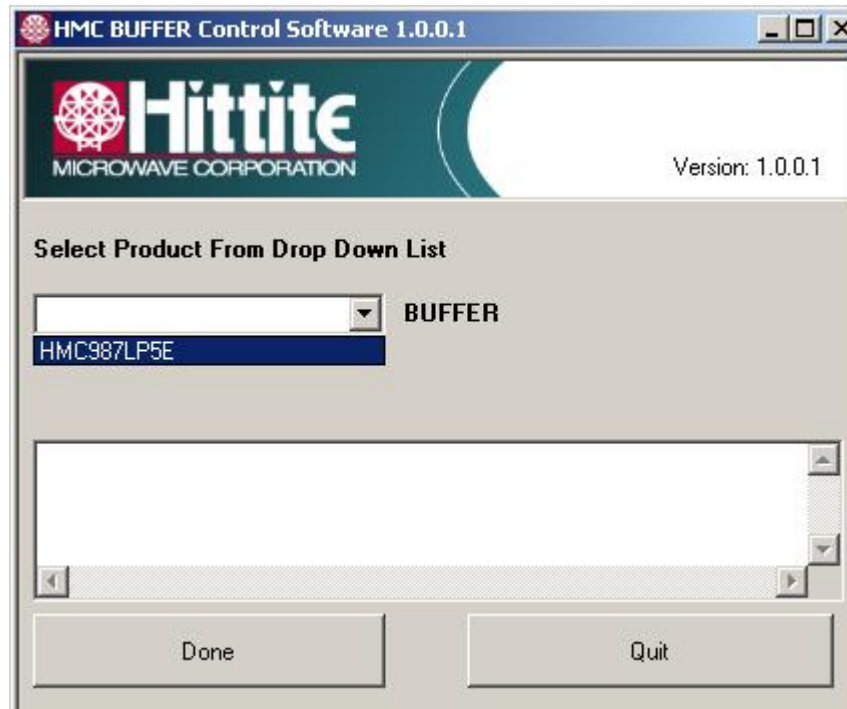 HMC BUFFER Control Software 1.0.0.1
Hittite
MICROWAVE CORPORATION
Version: 1.0.0.1
Select Product From Drop Down List
BUFFER
HMC987LP5E
Done Quit